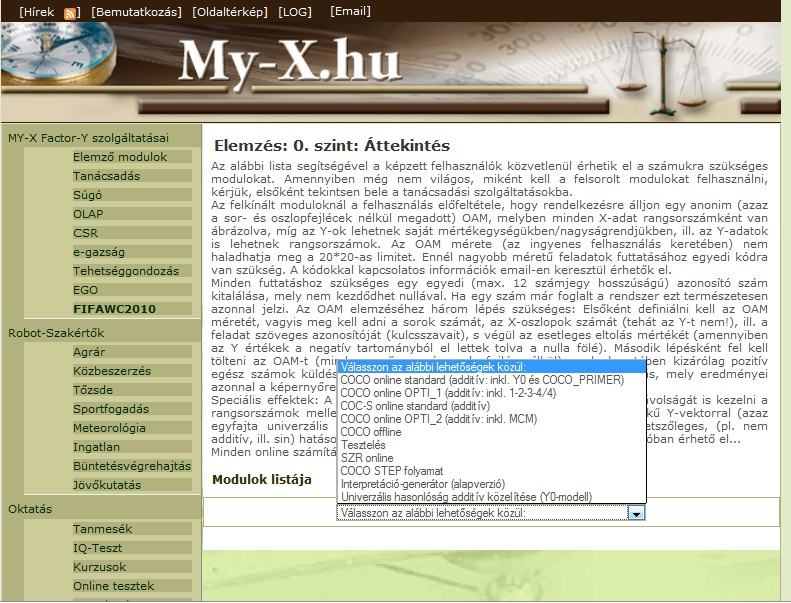 [Hírek ] [Bemutatkozás] [Oldaltérkép] [LOG] [Email]
My-X.hu
MY-X Factor-Y szolgáltatásai
Elemző modulok
Tanácsadás
Súgó
OLAP
CSR
e-gazság
Tehetséggondozás
EGO
FIFAWC2010
Robot-Szakértők
Agrár
Közbeszerzés
Tőzsde
Sportfogadás
Meteorológia
Ingatlan
Büntetésvégrehajtás
Jövőkutatás
Oktatás
Tanmesék
IQ-Teszt
Kurzusok
Online tesztek
Elemzés: 0. szint: Áttekintés
Az alábbi lista segítségével a képzett felhasználók közvetlenül érhetik el a számukra szükséges
modulokat. Amennyiben még nem világos, miként kell a felsorolt modulokat felhasználni,
kérjük, elsőként tekintsen bele a tanácsadási szolgáltatásokba.
Az felkínált moduloknál a felhasználás előfeltétele, hogy rendelkezésre álljon egy anonim (azaz
a sor- és oszlopfejlécek nélkül megadott) OAM, melyben minden X-adat rangsorszámként van
ábrázolva, míg az Y-ok lehetnek saját mértékegységükben/nagyságrendjükben, ill. az Y-adatok
is lehetnek rangsorszámok. Az OAM mérete (az ingyenes felhasználás keretében) nem
haladhatja meg a 20*20-as limitet. Ennél nagyobb méretű feladatok futtatásához egyedi kódra
van szükség. A kódokkal kapcsolatos információk email-en keresztül érhetők el.
Minden futtatáshoz szükséges egy egyedi (max. 12 számjegy hosszúságú) azonosító szám
kitalálása, mely nem kezdődhet nullával. Ha egy szám már foglalt a rendszer ezt természetesen
azonnal jelzi. Az OAM elemzéséhez három lépés szükséges: Elsőként definiálni kell az OAM
méretét, vagyis meg kell adni a sorok számát, az X-oszlopok számát (tehát az Y-t nem!), ill. a
feladat szöveges azonosítóját (kulcsszavait), s végül az esetleges eltolás mértékét (amennyiben
az Y értékek a negatív tartományból el lettek tolva a nulla fölé). Második lépésként fel kell
tölteni az OAM-t kizárólag pozitív
egész számok küldés mely eredményei
azonnal a képernyőre
Speciális effektek: A távolságát is kezelni a
rangsorszámok melle Y-vektorral (azaz
egyfajta univerzális tetszőleges, (pl. nem
additív, ill. sin) hatáso érhető el...
Minden online számítá
Modulok listája
Válasszon az alábbi lehetőségek közül:
COCO online standard (additív: inkl. Y0 és COCO_PRIMER)
COCO online OPTI_1 (additív: inkl. 1-2-3-4/4)
COC-S online standard (additív)
COCO online OPTI_2 (additív: inkl. MCM)
COCO offline
Tesztelés
SZR online
COCO STEP folyamat
Interpretáció-generátor (alapverzió)
Univerzális hasonlóság additív közelítése (Y0-modell)
Válasszon az alábbi lehetőségek közül: